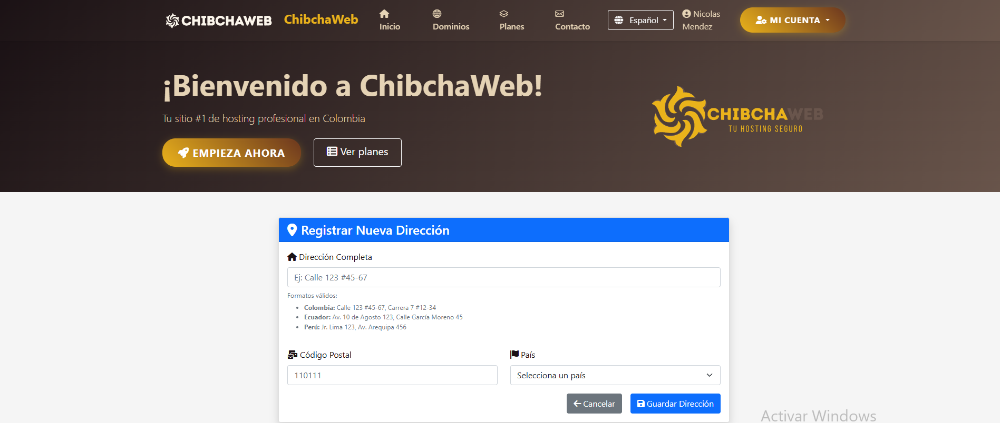 CHIBCHAWEB
ChibchaWeb
Inicio
Dominios
Planes
Contacto
Español
Nicolas
Mendez
MI CUENTA
¡Bienvenido a ChibchaWeb!
Tu sitio #1 de hosting profesional en Colombia
EMPIEZA AHORA
Ver planes
CHIBCHAWEB
TU HOSTING SEGURO
Registrar Nueva Dirección
Dirección Completa
Ej: Calle 123 #45-67
Formatos válidos:
• Colombia: Calle 123 #45-67, Carrera 7 #12-34
• Ecuador: Av. 10 de Agosto 123, Calle García Moreno 45
• Perú: Jr. Lima 123, Av. Arequipa 456
Código Postal
País
110111
Selecciona un país
Cancelar
Guardar Dirección
Activar Windows